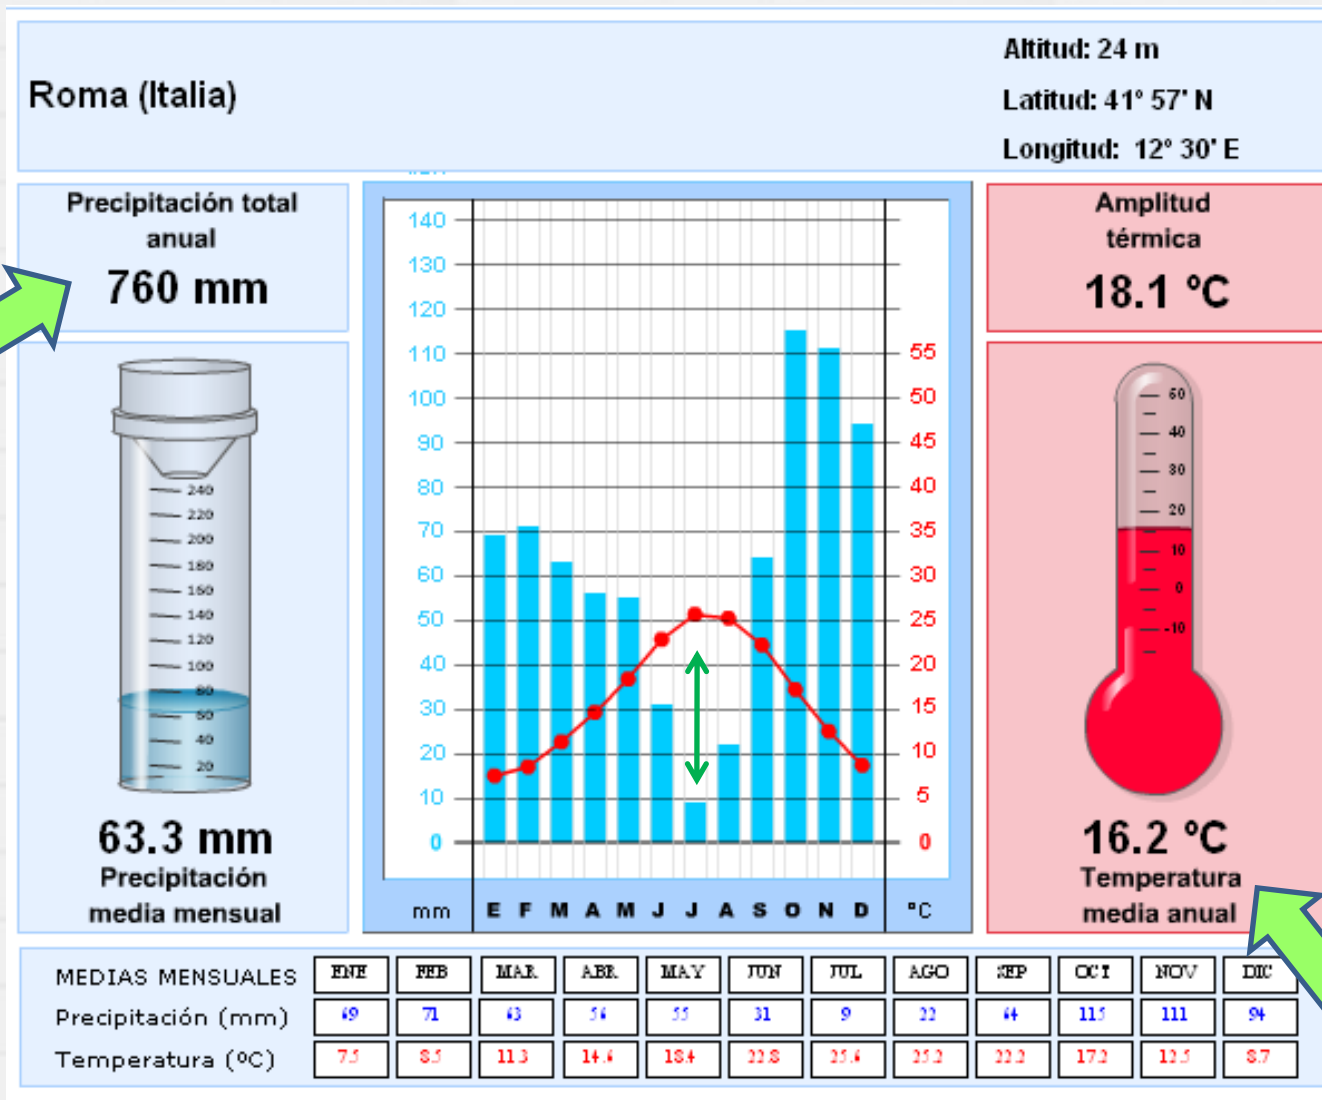 Roma (Italia)
Altitud: 24 m
Latitud: 41° 57' N
Longitud: 12° 30' E
Precipitación total
anual
760 mm
240
220
200
180
160
140
120
100
80
60
40
20
63.3 mm
Precipitación
media mensual
140
130
120
110
100
90
80
70
60
50
40
30
20
10
0
55
50
45
40
35
30
25
20
15
10
5
0
mm E F M A M J J A S O N D °C
Amplitud
térmica
18.1 ºC
60
40
30
20
10
0
-10
16.2 ºC
Temperatura
media anual
MEDIAS MENSUALES ENE FEB MAR ABR MAY JUN JUL AGO SEP OCT NOV DIC
Precipitación (mm) 69 71 63 56 55 31 9 22 64 115 111 94
Temperatura (ºC) 7.5 8.5 11.3 14.6 18.4 22.8 25.6 25.2 22.2 17.2 12.5 8.7